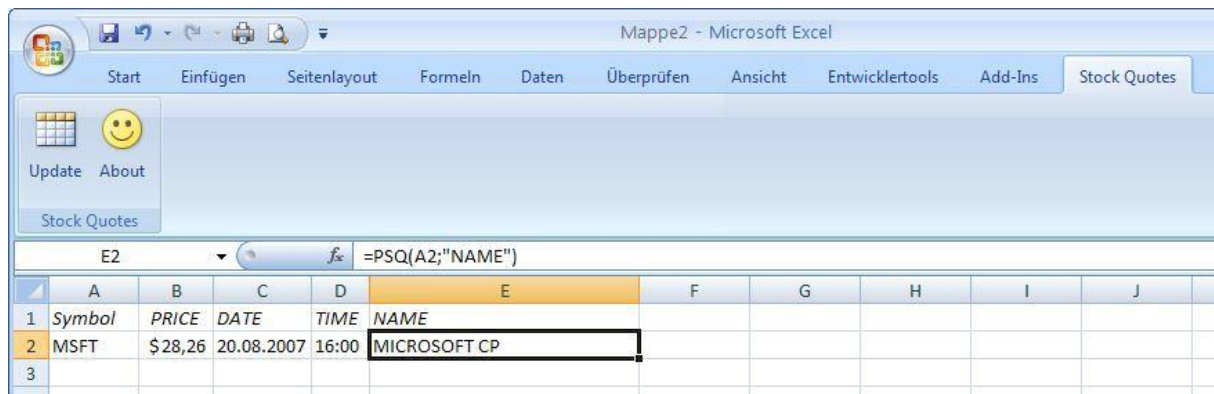 Mappe2 - Microsoft Excel
Start Einfügen Seitenlayout Formeln Daten Überprüfen Ansicht Entwicklertools Add-Ins Stock Quotes
Update About
Stock Quotes
E2 fx =PSQ(A2;"NAME")
A B C D E F G H I J
1 Symbol PRICE DATE TIME NAME
2 MSFT $28,26 20.08.2007 16:00 MICROSOFT CP
3